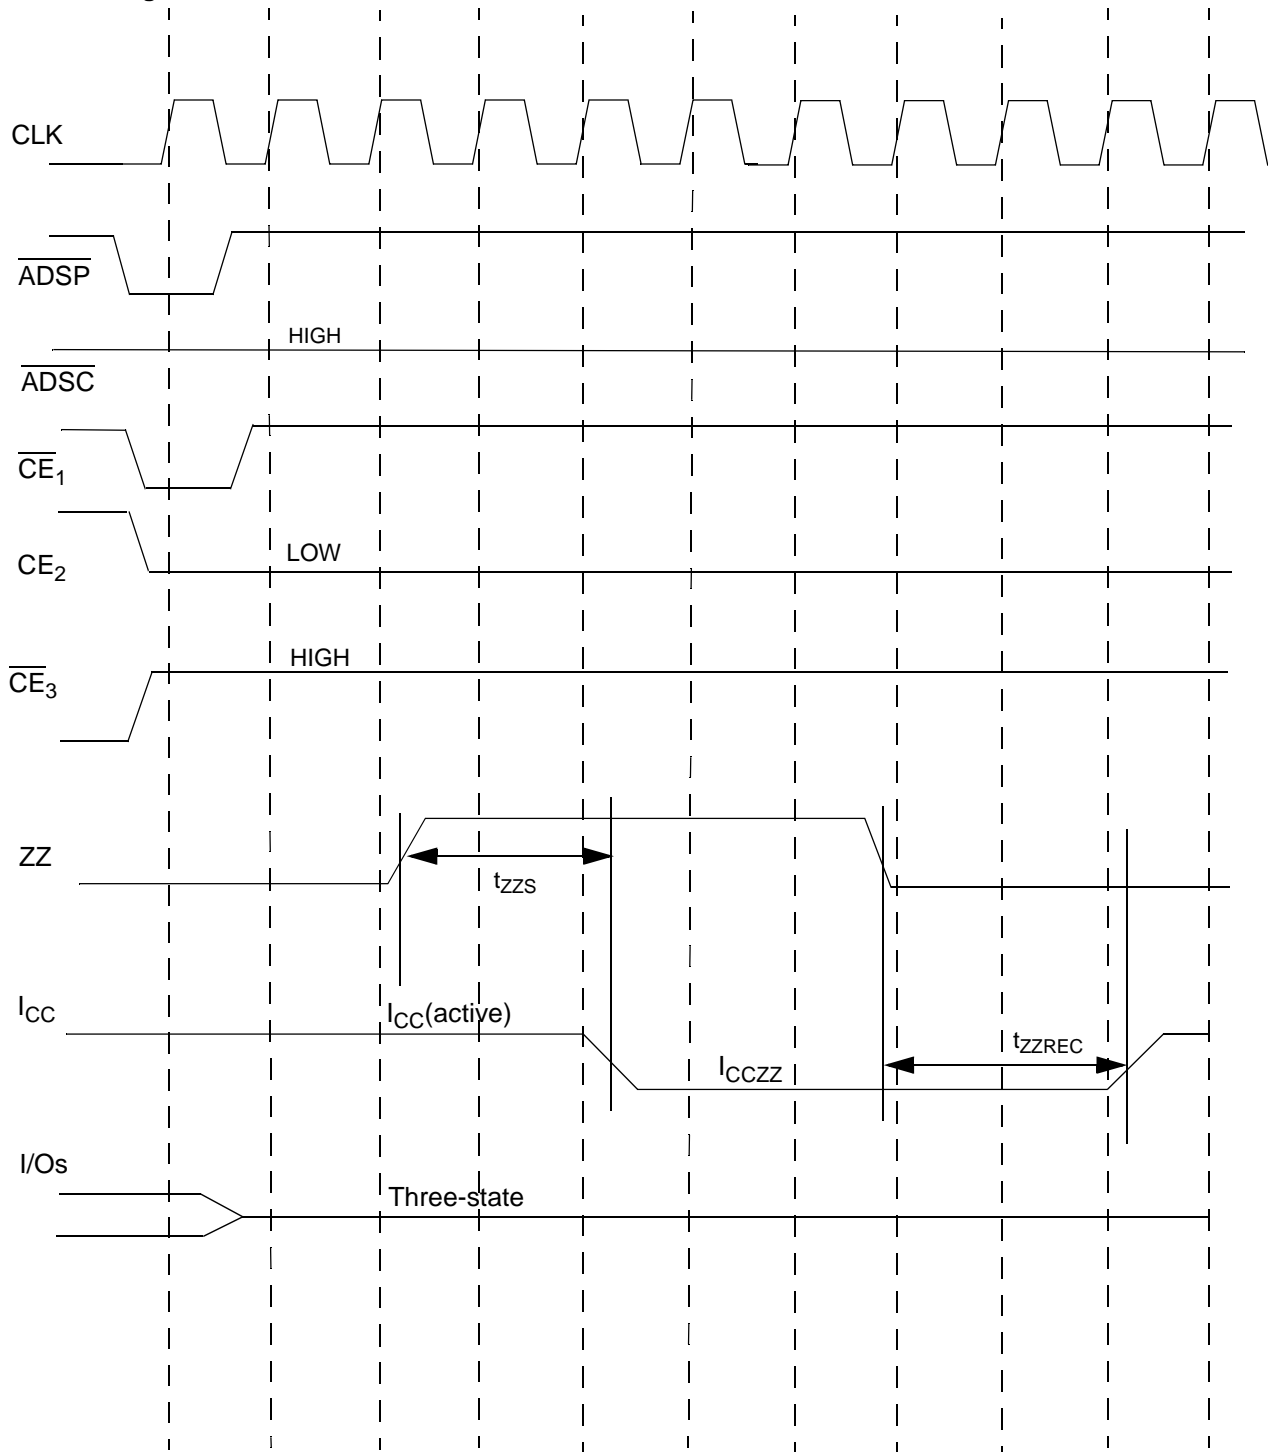 CLK
ADSP
HIGH
ADSC
CE1
LOW
CE2
HIGH
CE3
ZZ
tZZS
ICC
ICC(active)
tZZREC
ICCZZ
I/Os
Three-state